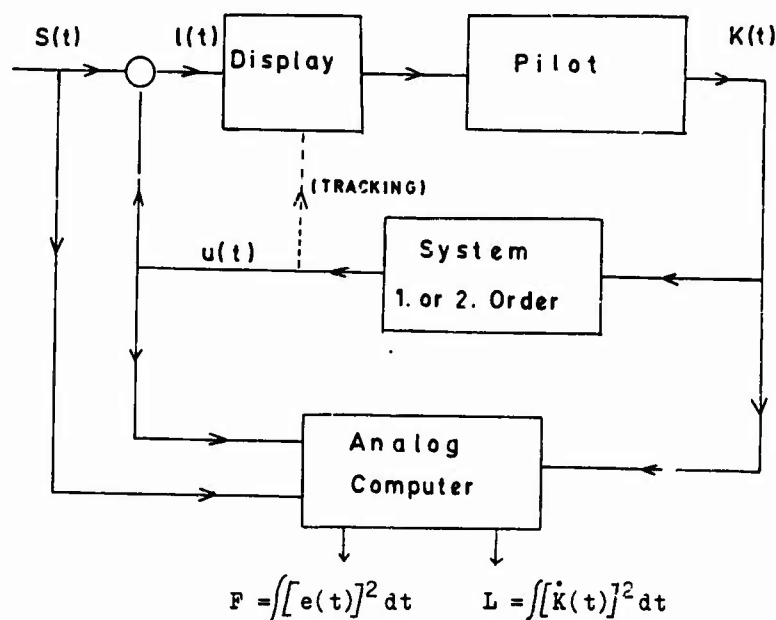 S(t) l(t) Display Pilot K(t)
(TRACKING)
u(t) System
1. or 2. Order
Analog
Computer
F = ∫[e(t)]² dt L = ∫[K̇(t)]² dt